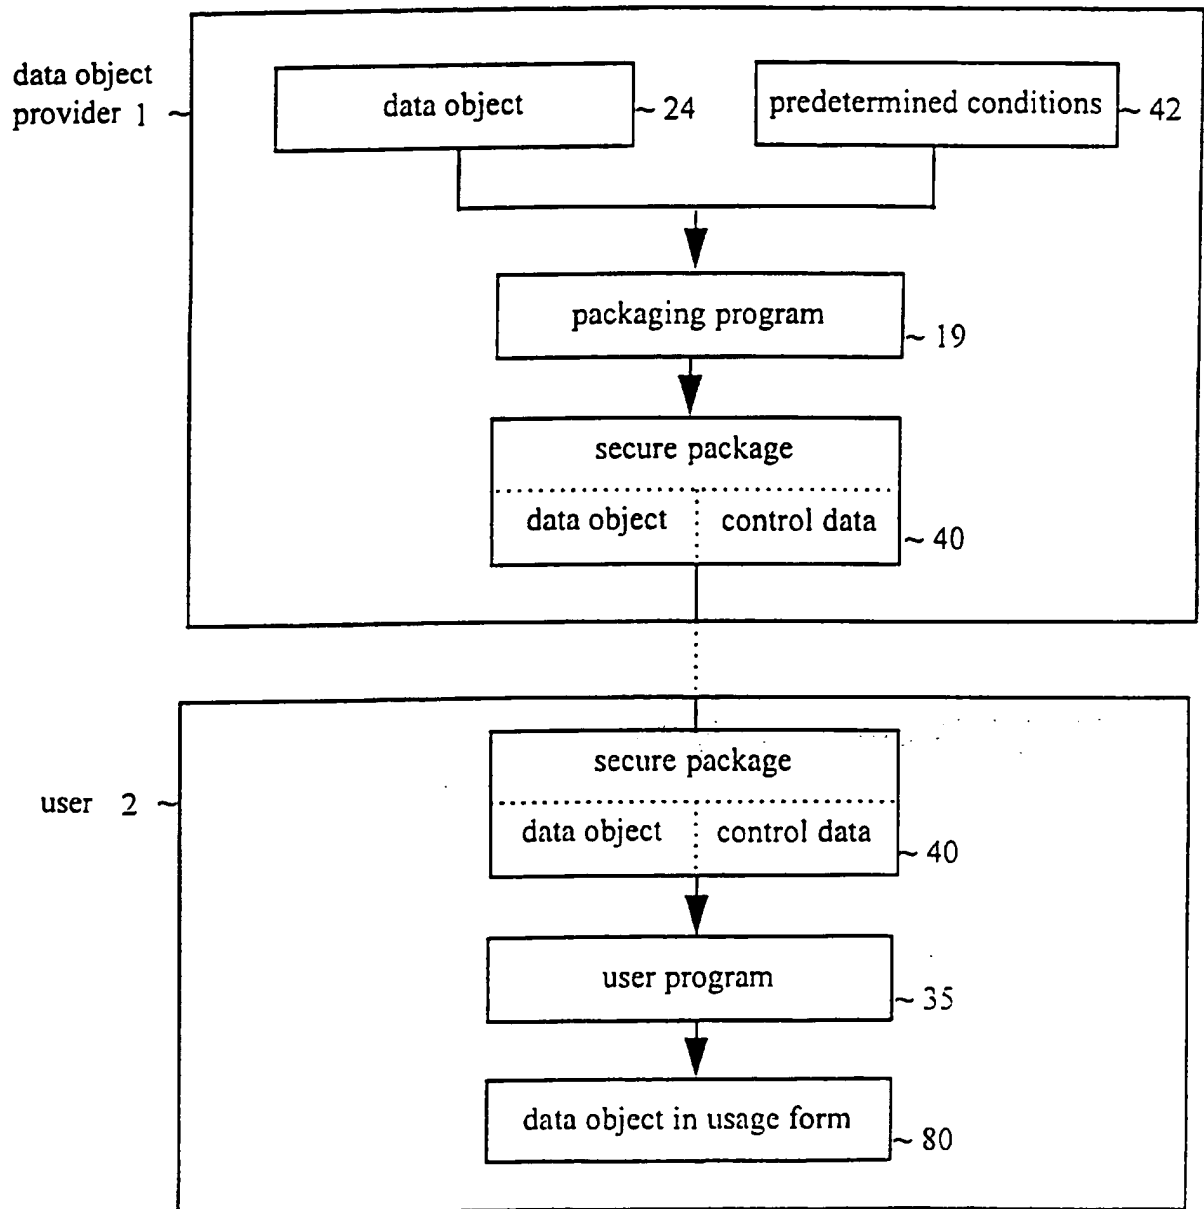 data object
provider 1 ~
data object
~ 24
predetermined conditions
~ 42
packaging program
~ 19
secure package
data object
control data
~ 40
user 2 ~
secure package
data object
control data
~ 40
user program
~ 35
data object in usage form
~ 80